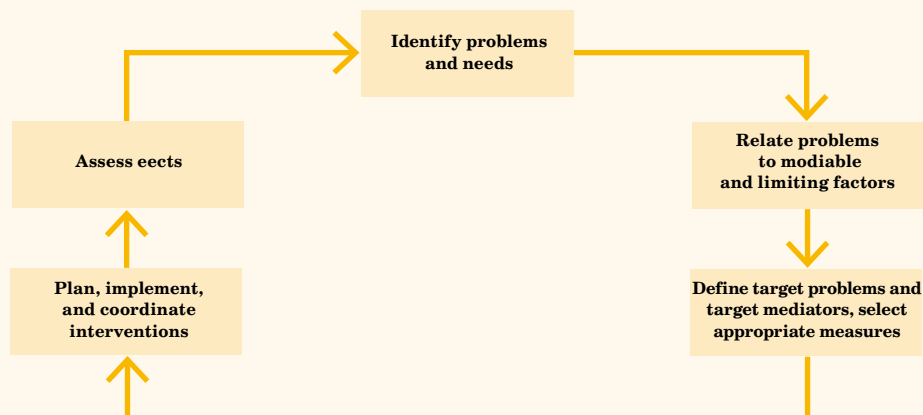 Identify problems
and needs
Assess eects
Relate problems
to modiable
and limiting factors
Plan, implement,
and coordinate
interventions
Define target problems and
target mediators, select
appropriate measures